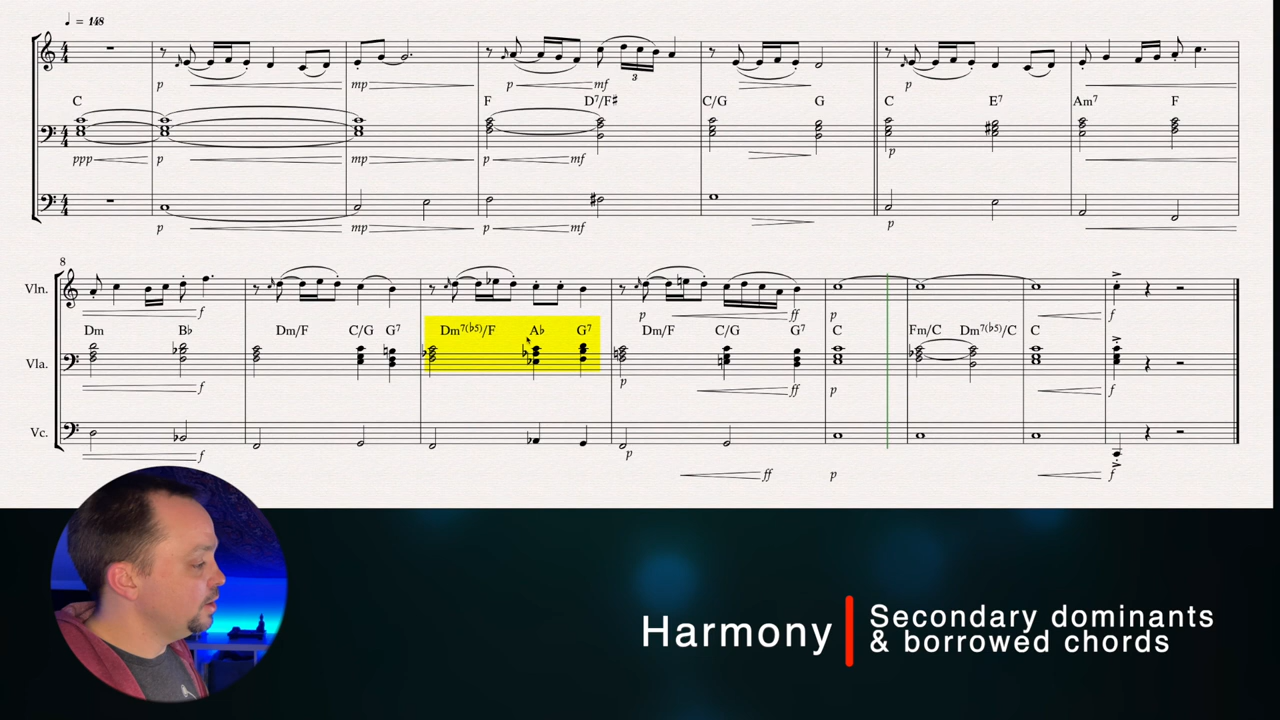 ♩ = 148
p mp p mf p
3
C F D7/F♯ C/G G C E7 Am7 F
ppp p mp p mf p
p mp p mf p
8
Vln. f p ff p f
Dm B♭ Dm/F C/G G7 Dm7(♭5)/F A♭ G7 Dm/F C/G G7 C Fm/C Dm7(♭5)/C C
Vla. f p ff p f
Vc. f p ff p f
Harmony
Secondary dominants
& borrowed chords